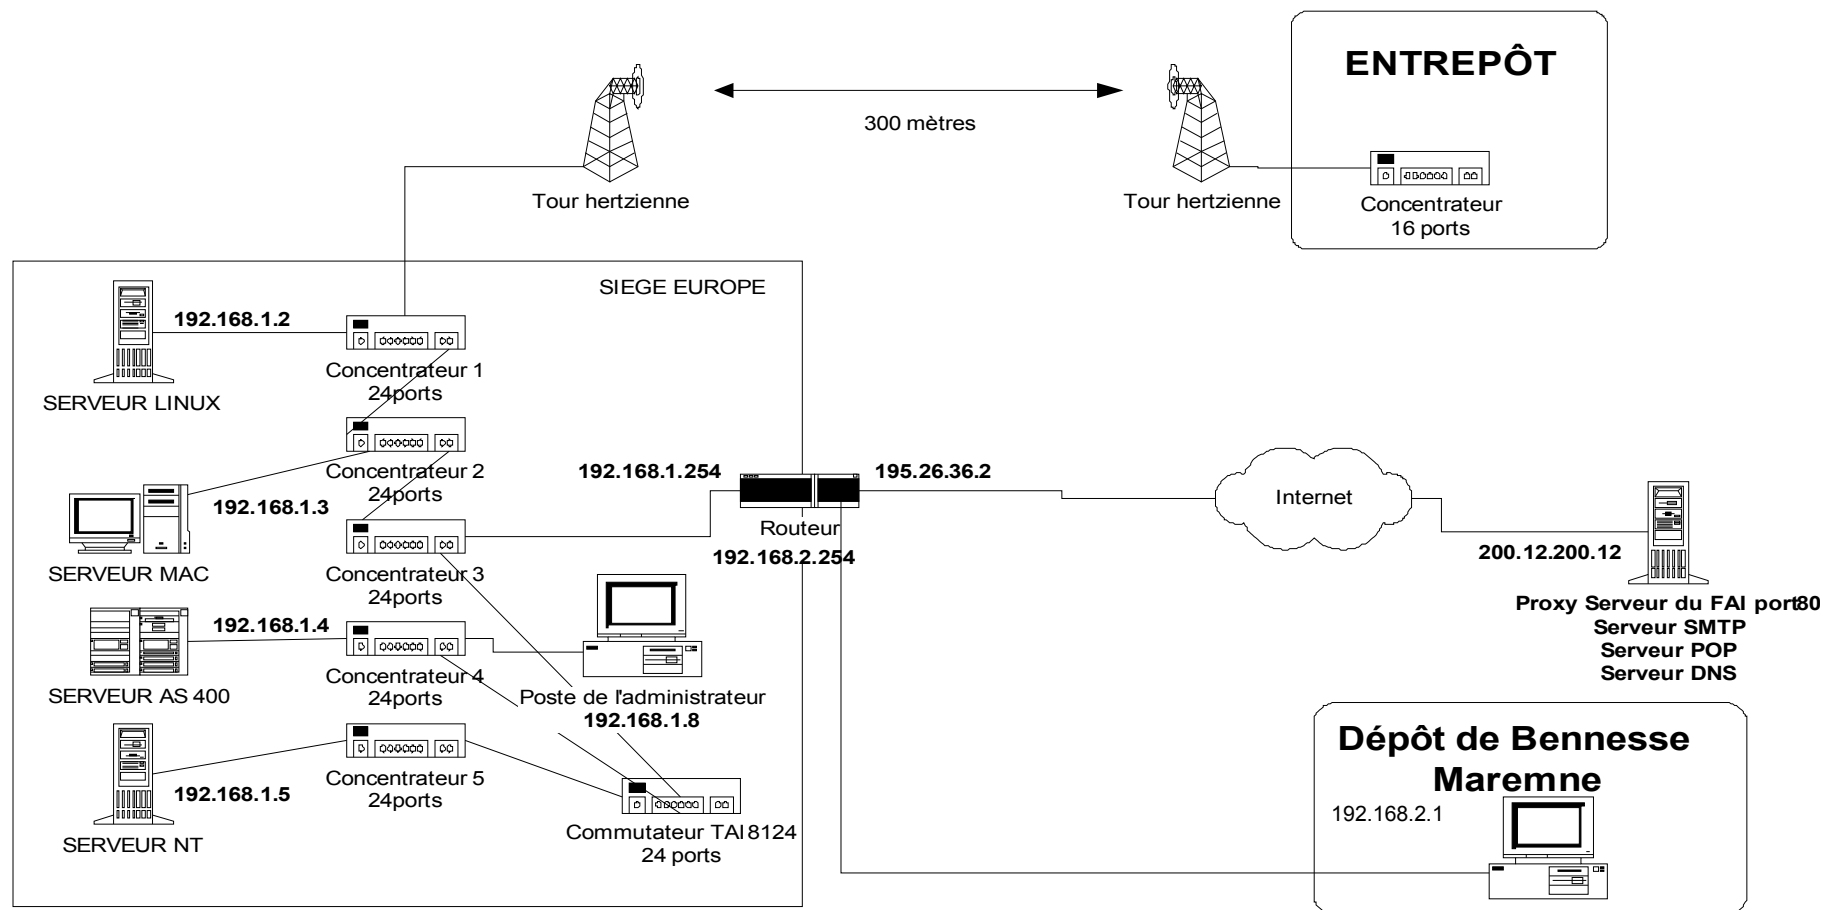 ENTREPÔT
300 mètres
Tour hertzienne
Tour hertzienne
Concentrateur
16 ports
SIEGE EUROPE
192.168.1.2
Concentrateur 1
24ports
SERVEUR LINUX
Concentrateur 2
24ports
192.168.1.3
SERVEUR MAC
192.168.1.254
195.26.36.2
Routeur
192.168.2.254
Internet
200.12.200.12
Proxy Serveur du FAI port80
Serveur SMTP
Serveur POP
Serveur DNS
Concentrateur 3
24ports
192.168.1.4
SERVEUR AS 400
Concentrateur 4
24ports
Poste de l'administrateur
192.168.1.8
Concentrateur 5
24ports
192.168.1.5
SERVEUR NT
Commutateur TAI 8124
24 ports
Dépôt de Bennesse
Maremne
192.168.2.1